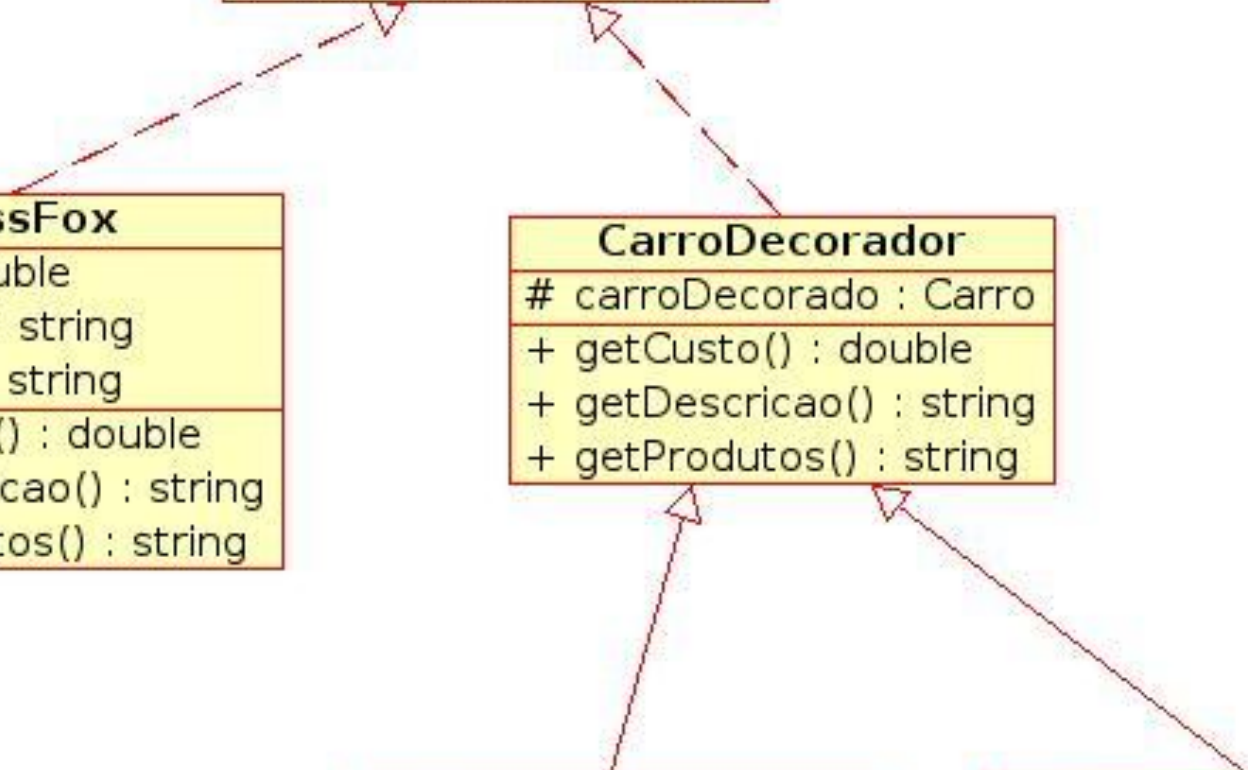 ssFox
uble
string
string
() : double
cao() : string
tos() : string
CarroDecorador
# carroDecorado : Carro
+ getCusto() : double
+ getDescricao() : string
+ getProdutos() : string